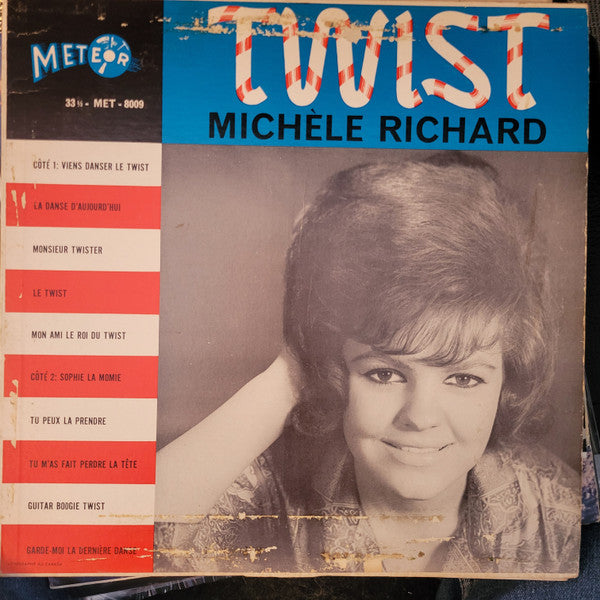 METEOR
33⅓ - MET - 8009
TWIST
MICHÈLE RICHARD
CÔTÉ 1: VIENS DANSER LE TWIST
LA DANSE D'AUJOURD'HUI
MONSIEUR TWISTER
LE TWIST
MON AMI LE ROI DU TWIST
CÔTÉ 2: SOPHIE LA MOMIE
TU PEUX LA PRENDRE
TU M'AS FAIT PERDRE LA TÊTE
GUITAR BOOGIE TWIST
GARDE-MOI LA DERNIÈRE DANSE